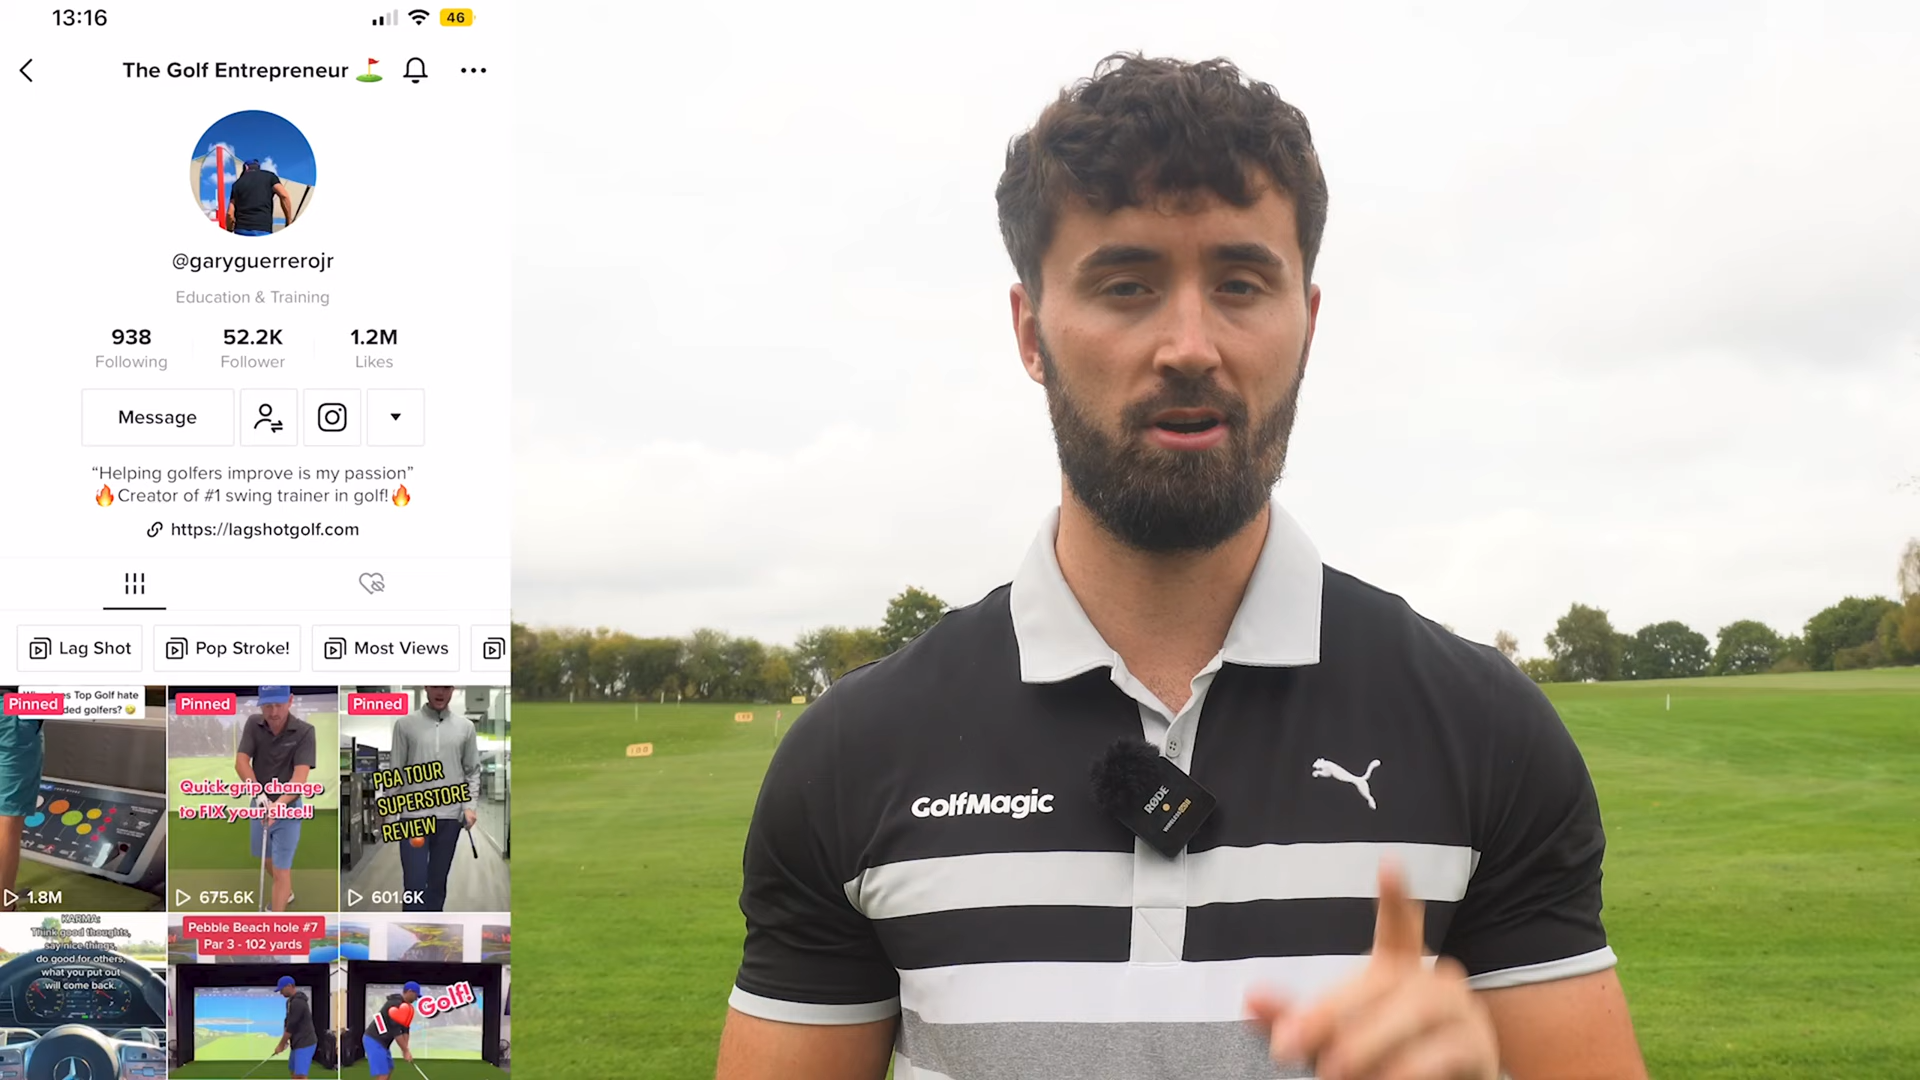 13:16
46
The Golf Entrepreneur
@garyguerrerojr
Education & Training
938
Following
52.2K
Follower
1.2M
Likes
Message
“Helping golfers improve is my passion”
Creator of #1 swing trainer in golf!
https://lagshotgolf.com
Lag Shot
Pop Stroke!
Most Views
Pinned
es Top Golf hate
ded golfers?
1.8M
Pinned
Quick grip change
to FIX your slice!!
675.6K
Pinned
PGA TOUR
SUPERSTORE
REVIEW
601.6K
KARMA:
Think good thoughts,
say nice things,
do good for others,
what you put out
will come back.
Pebble Beach hole #7
Par 3 - 102 yards
I
Golf!
GolfMagic
RØDE
100